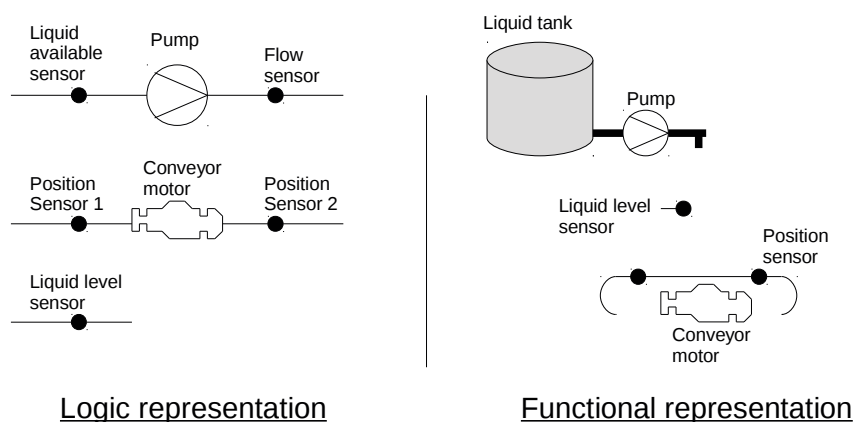 Liquid
available
sensor
Pump
Flow
sensor
Position
Sensor 1
Conveyor
motor
Position
Sensor 2
Liquid level
sensor
Logic representation
Liquid tank
Pump
Liquid level
sensor
Position
sensor
Conveyor
motor
Functional representation